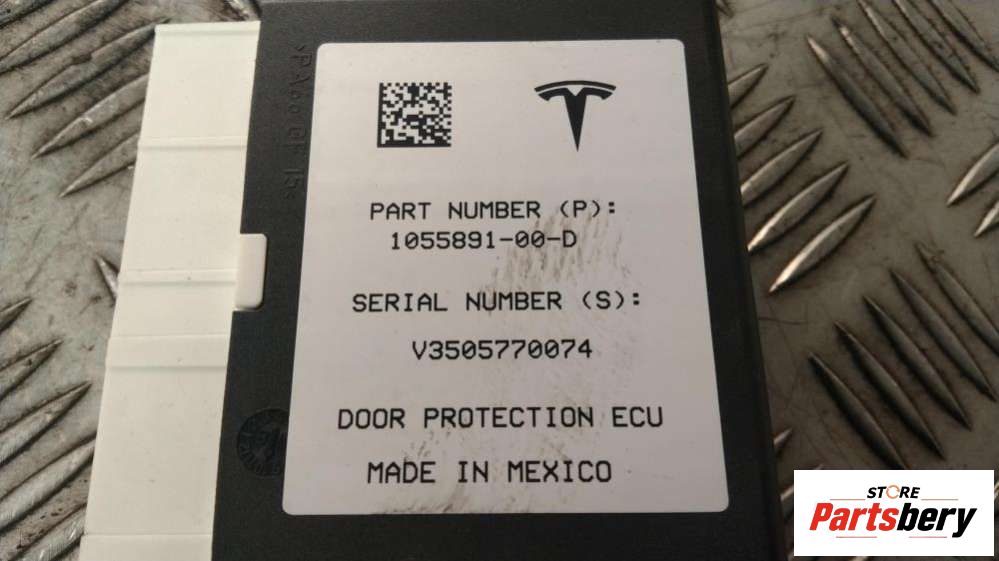 PART NUMBER (P):
1055891-00-D
SERIAL NUMBER (S):
V3505770074
DOOR PROTECTION ECU
MADE IN MEXICO
STORE
Partsbery